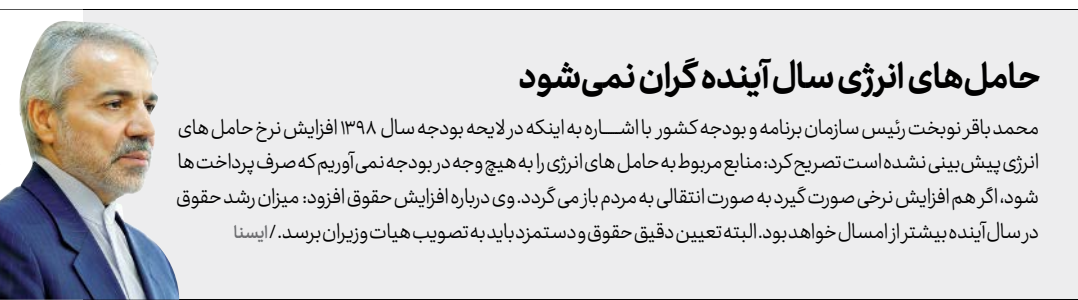 حامل‌های انرژی سال آینده گران نمی‌شود
محمد باقر نوبخت رئیس سازمان برنامه و بودجه کشور با اشـــاره به اینکه در لایحه بودجه سال ۱۳۹۸ افزایش نرخ حامل های
انرژی پیش بینی نشده است تصریح کرد: منابع مربوط به حامل های انرژی را به هیچ وجه در بودجه نمی آوریم که صرف پرداخت ها
شود، اگر هم افزایش نرخی صورت گیرد به صورت انتقالی به مردم باز می گردد. وی درباره افزایش حقوق افزود: میزان رشد حقوق
در سال آینده بیشتر از امسال خواهد بود. البته تعیین دقیق حقوق و دستمزد باید به تصویب هیات وزیران برسد./ایسنا